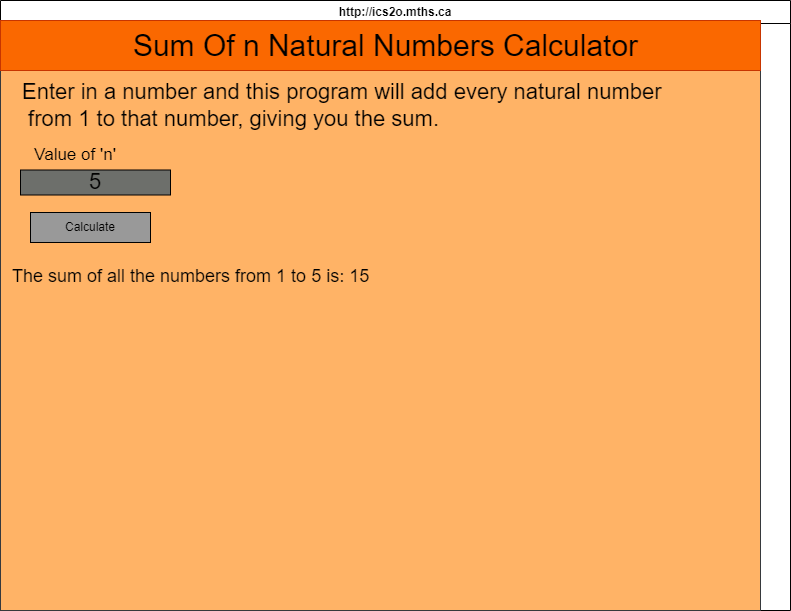 http://ics2o.mths.ca
Sum Of n Natural Numbers Calculator
Enter in a number and this program will add every natural number
from 1 to that number, giving you the sum.
Value of 'n'
5
Calculate
The sum of all the numbers from 1 to 5 is: 15